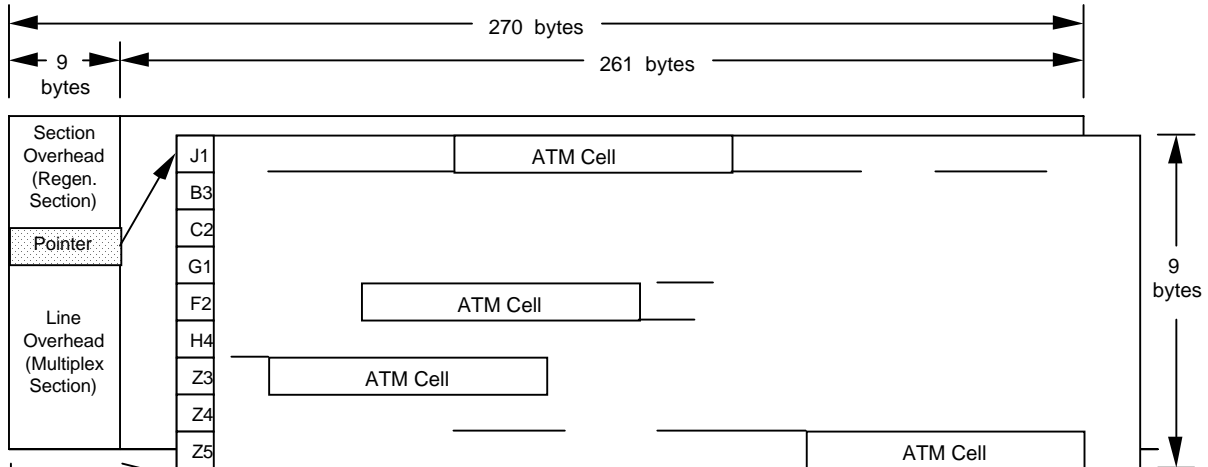 270 bytes
9
bytes
261 bytes
Section
Overhead
(Regen.
Section)
Pointer
Line
Overhead
(Multiplex
Section)
J1
ATM Cell
B3
C2
G1
F2
ATM Cell
H4
Z3
ATM Cell
Z4
Z5
ATM Cell
9
bytes